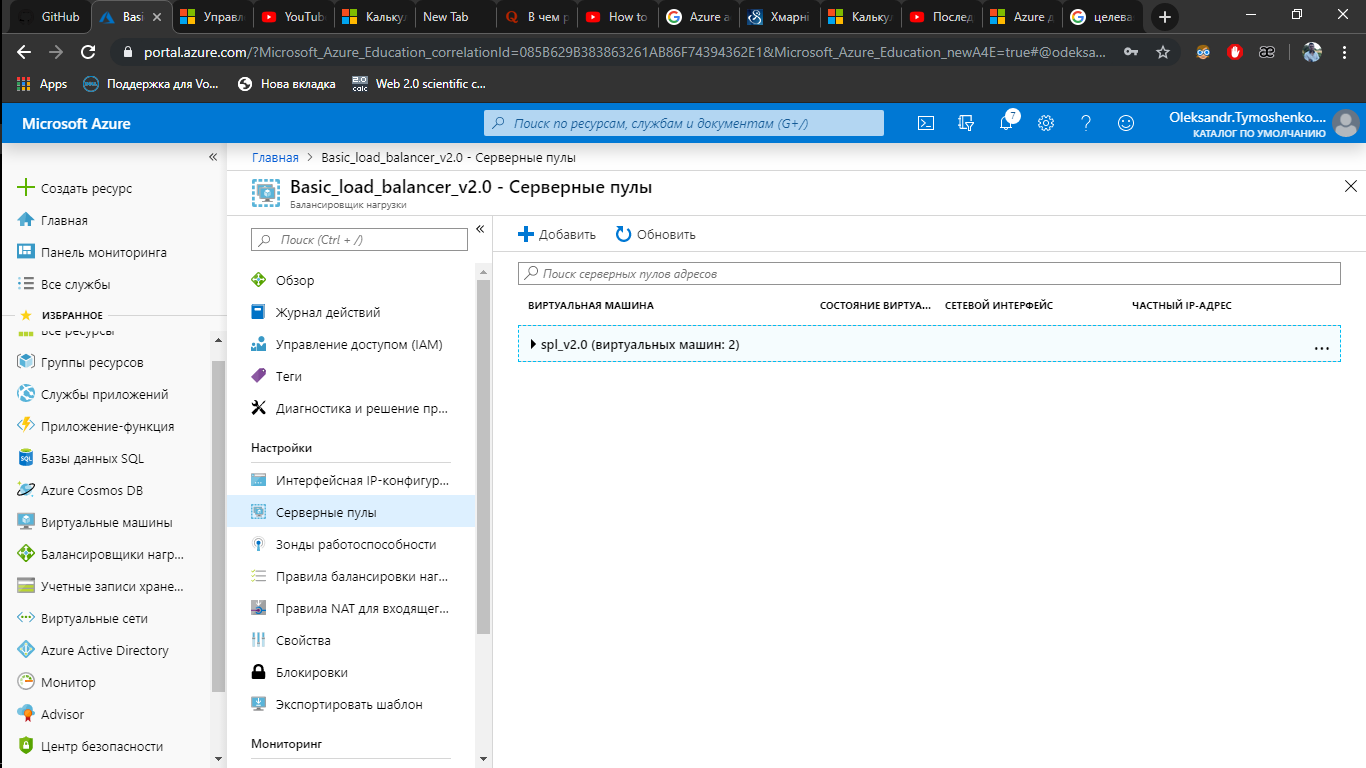 GitHub
Basi
Управл
YouTub
Кальку
New Tab
В чем р
How to
Azure a
Хмарні
Кальку
Послед
Azure д
целева
portal.azure.com/?Microsoft_Azure_Education_correlationId=085B629B383863261AB86F74394362E1&Microsoft_Azure_Education_newA4E=true#@odeksa...
Apps
Поддержка для Vo...
Нова вкладка
Web 2.0 scientific c...
Microsoft Azure
Поиск по ресурсам, службам и документам (G+/)
7
Oleksandr.Tymoshenko....
КАТАЛОГ ПО УМОЛЧАНИЮ
Главная > Basic_load_balancer_v2.0 - Серверные пулы
Basic_load_balancer_v2.0 - Серверные пулы
Балансировщик нагрузки
Создать ресурс
Главная
Панель мониторинга
Все службы
ИЗБРАННОЕ
Все ресурсы
Группы ресурсов
Службы приложений
Приложение-функция
Базы данных SQL
Azure Cosmos DB
Виртуальные машины
Балансировщики нагр...
Учетные записи хране...
Виртуальные сети
Azure Active Directory
Монитор
Advisor
Центр безопасности
Поиск (Ctrl + /)
Обзор
Журнал действий
Управление доступом (IAM)
Теги
Диагностика и решение пр...
Настройки
Интерфейсная IP-конфигур...
Серверные пулы
Зонды работоспособности
Правила балансировки наг...
Правила NAT для входящег...
Свойства
Блокировки
Экспортировать шаблон
Мониторинг
Добавить
Обновить
Поиск серверных пулов адресов
ВИРТУАЛЬНАЯ МАШИНА
СОСТОЯНИЕ ВИРТУА...
СЕТЕВОЙ ИНТЕРФЕЙС
ЧАСТНЫЙ IP-АДРЕС
spl_v2.0 (виртуальных машин: 2)
...